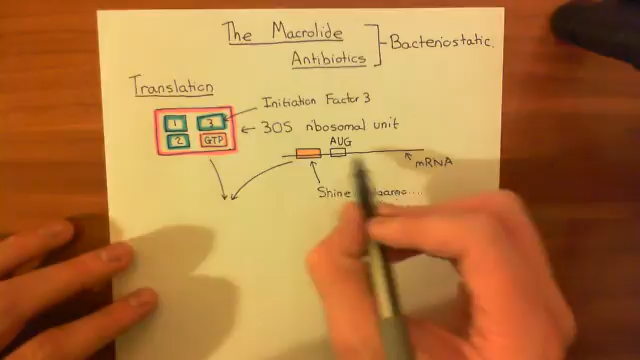 The Macrolide
Antibiotics
Bacteriostatic.
Translation
Initiation Factor 3
1
3
2
GTP
30S ribosomal unit
AUG
mRNA
Shine